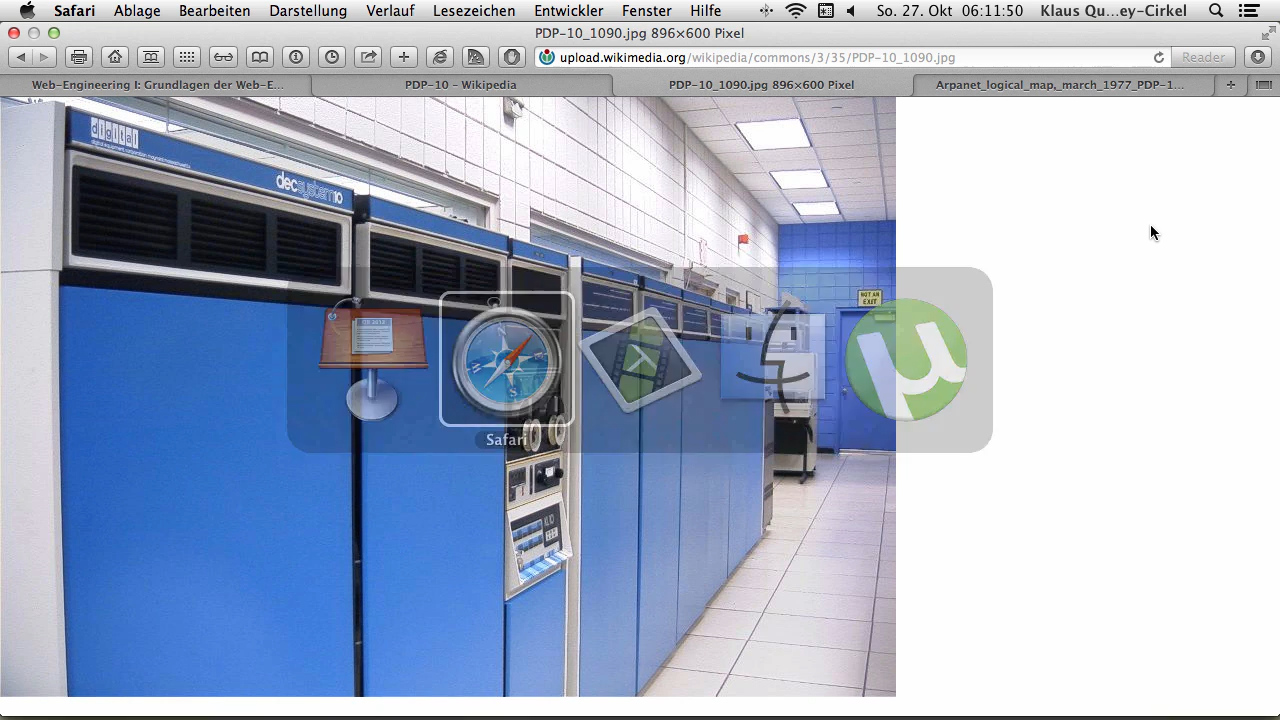 Safari Ablage Bearbeiten Darstellung Verlauf Lesezeichen Entwickler Fenster Hilfe So. 27. Okt 06:11:50 Klaus Qu...ey-Cirkel
PDP-10_1090.jpg 896×600 Pixel
upload.wikimedia.org/wikipedia/commons/3/35/PDP-10_1090.jpg Reader
Web-Engineering I: Grundlagen der Web-E... PDP-10 – Wikipedia PDP-10_1090.jpg 896×600 Pixel Arpanet_logical_map,_march_1977_PDP-1...
digital
decsystem10
NOT AN
EXIT
Safari